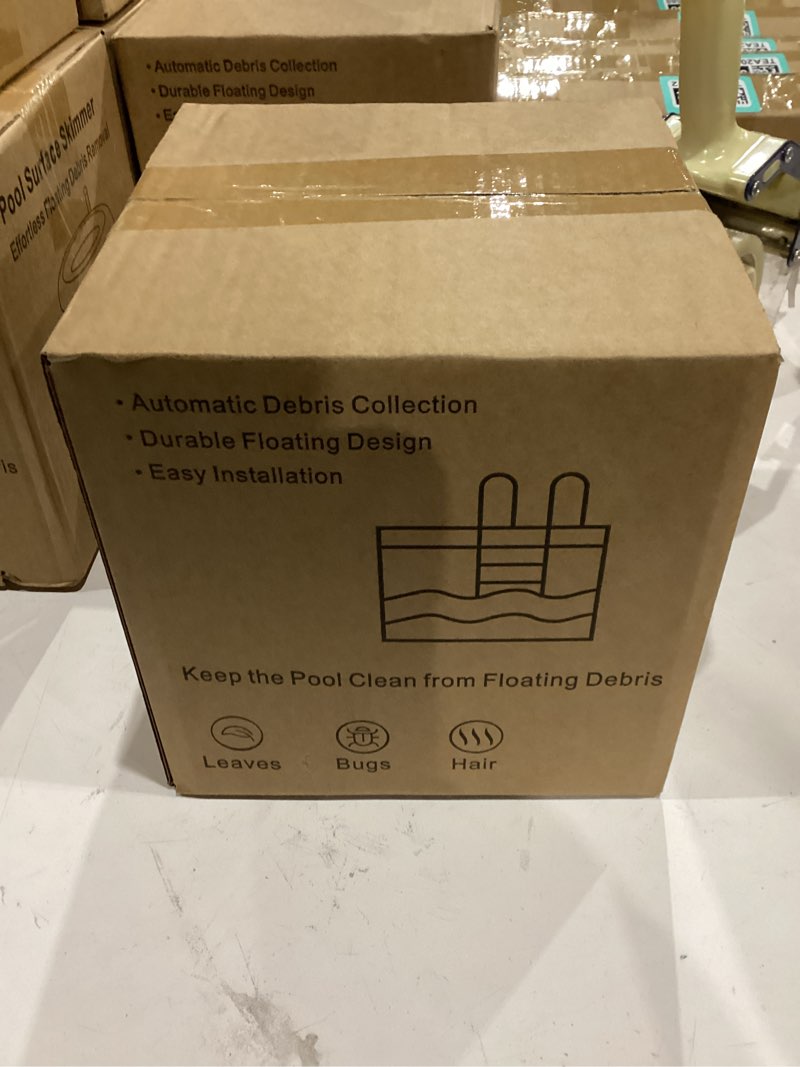 • Automatic Debris Collection
• Durable Floating Design
Pool Surface Skimmer
Effortless Floating Debris Removal
is
• Automatic Debris Collection
• Durable Floating Design
• Easy Installation
Keep the Pool Clean from Floating Debris
Leaves
Bugs
Hair